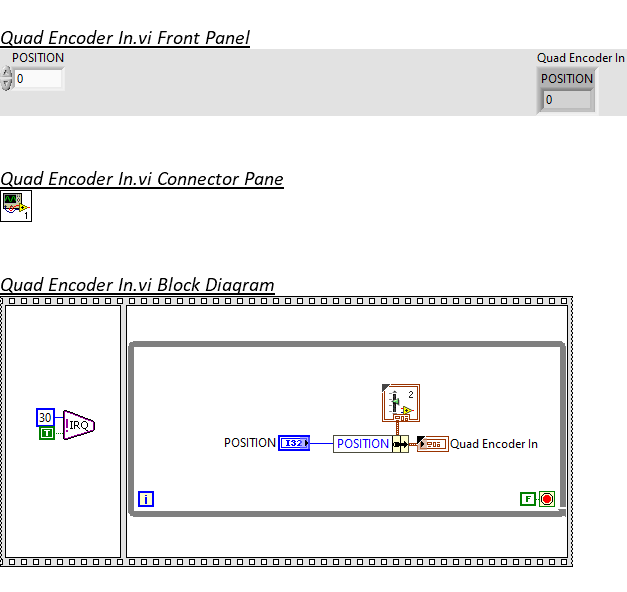 Quad Encoder In.vi Front Panel
POSITION
Quad Encoder In
0
POSITION
0
Quad Encoder In.vi Connector Pane
1
Quad Encoder In.vi Block Diagram
2
30
T
!IRQ
POSITION
I32
POSITION
Quad Encoder In
i
F